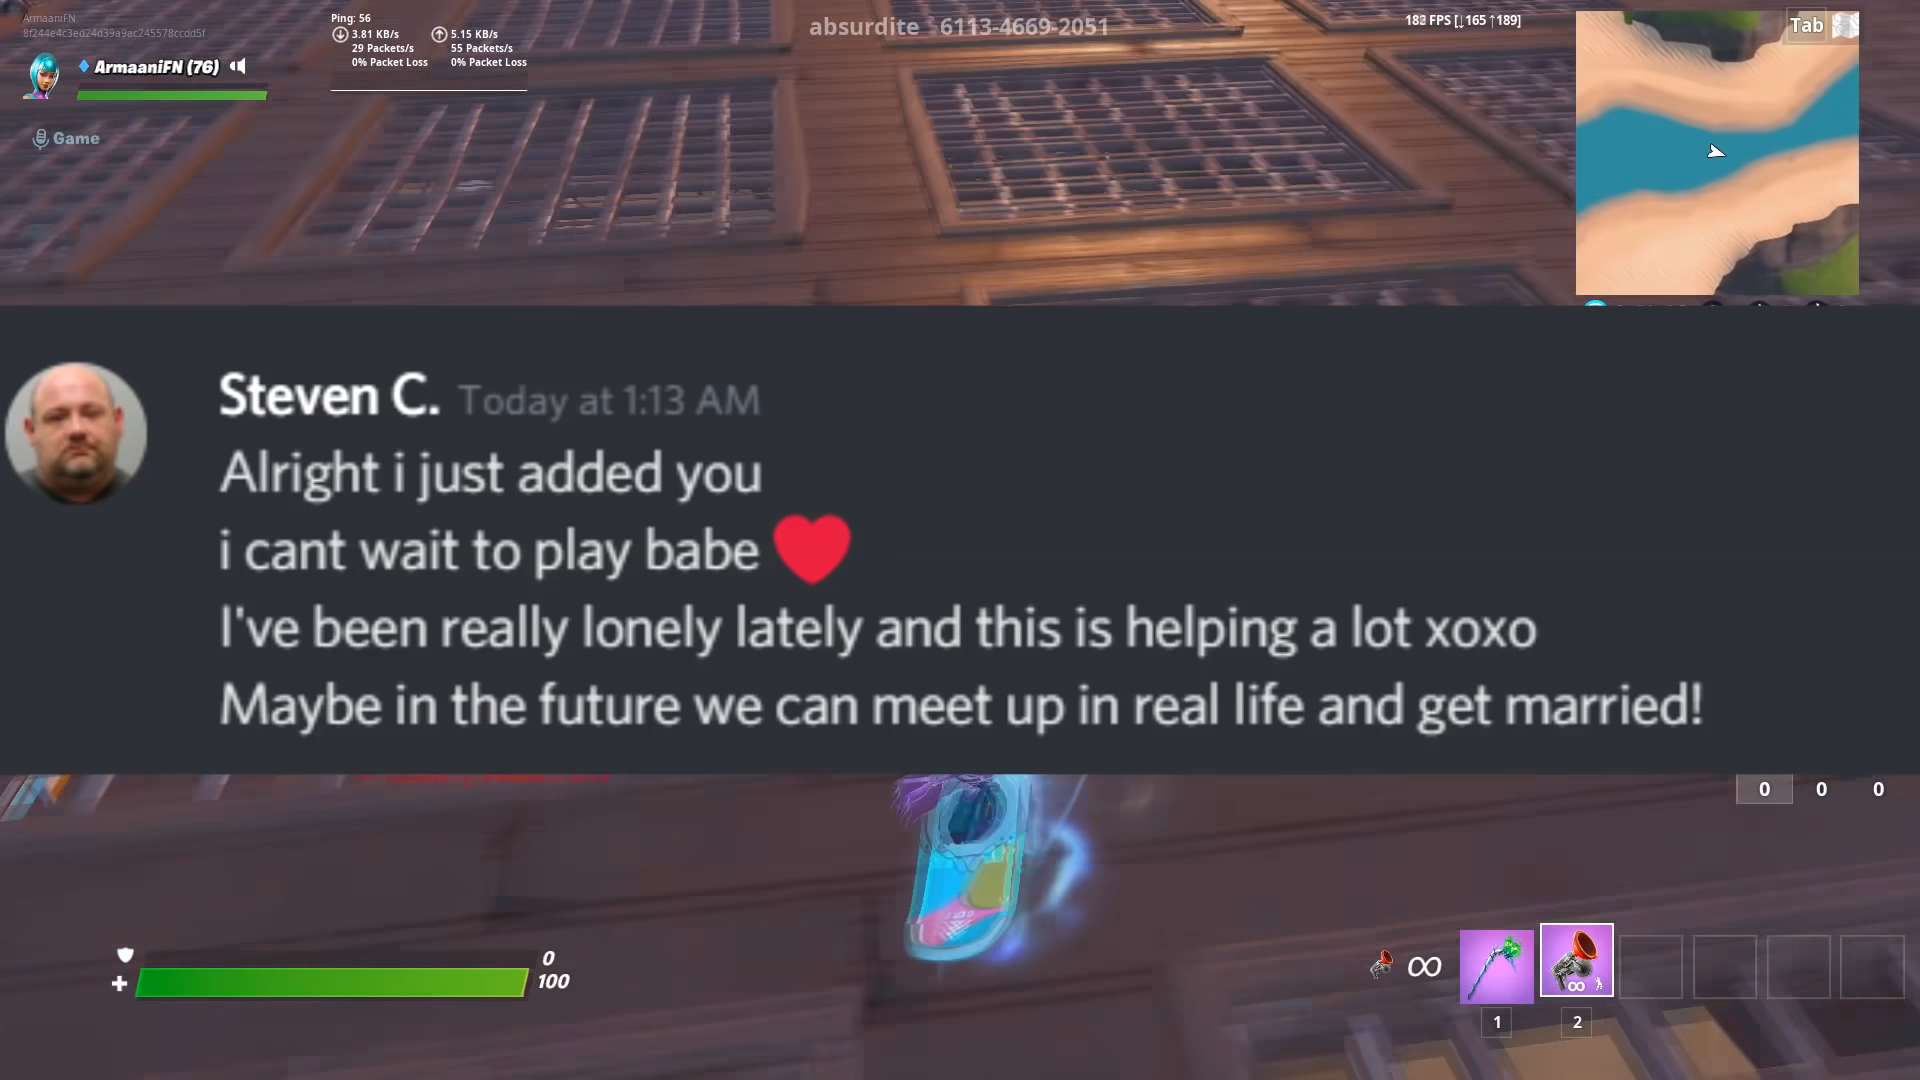 ArmaaniFN
8f244e4c3ed24d39a9ac245578ccdd5f
ArmaaniFN (76)
Game
Ping: 56
3.81 KB/s 5.15 KB/s
29 Packets/s 55 Packets/s
0% Packet Loss 0% Packet Loss
absurdite 6113-4669-2051
182 FPS [↓165 ↑189]
Tab
Steven C. Today at 1:13 AM
Alright i just added you
i cant wait to play babe ❤
I've been really lonely lately and this is helping a lot xoxo
Maybe in the future we can meet up in real life and get married!
0 0 0
0
100
∞
∞
1 2